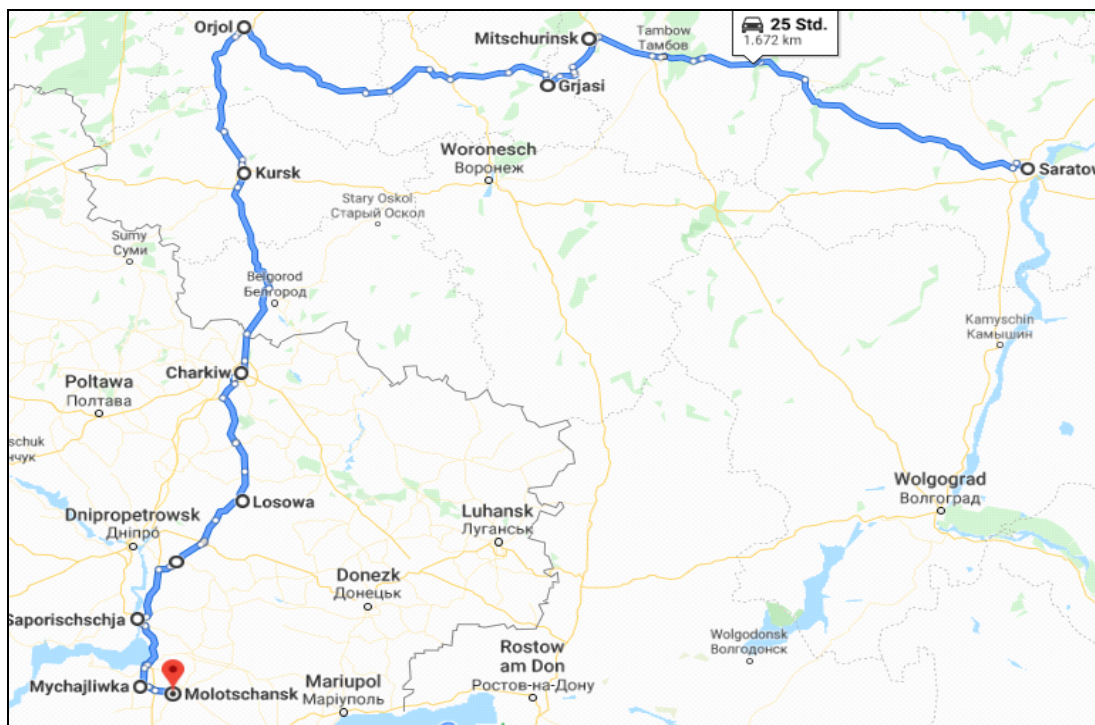 Orjol
Mitschurinsk
Tambow
Тамбов
25 Std.
1.672 km
Grjasi
Woronesch
Воронеж
Kursk
Saratow
Stary Oskol
Старый Оскол
Sumy
Суми
Belgorod
Белгород
Kamyschin
Камышин
Charkiw
Poltawa
Полтава
schuk
нчук
Losowa
Wolgograd
Волгоград
Dnipropetrowsk
Дніпро́
Luhansk
Луганськ
Donezk
Донецьк
Saporischschja
Wolgodonsk
Волгодонск
Rostow
am Don
Ростов-на-Дону
Mychajliwka
Molotschansk
Mariupol
Маріуполь